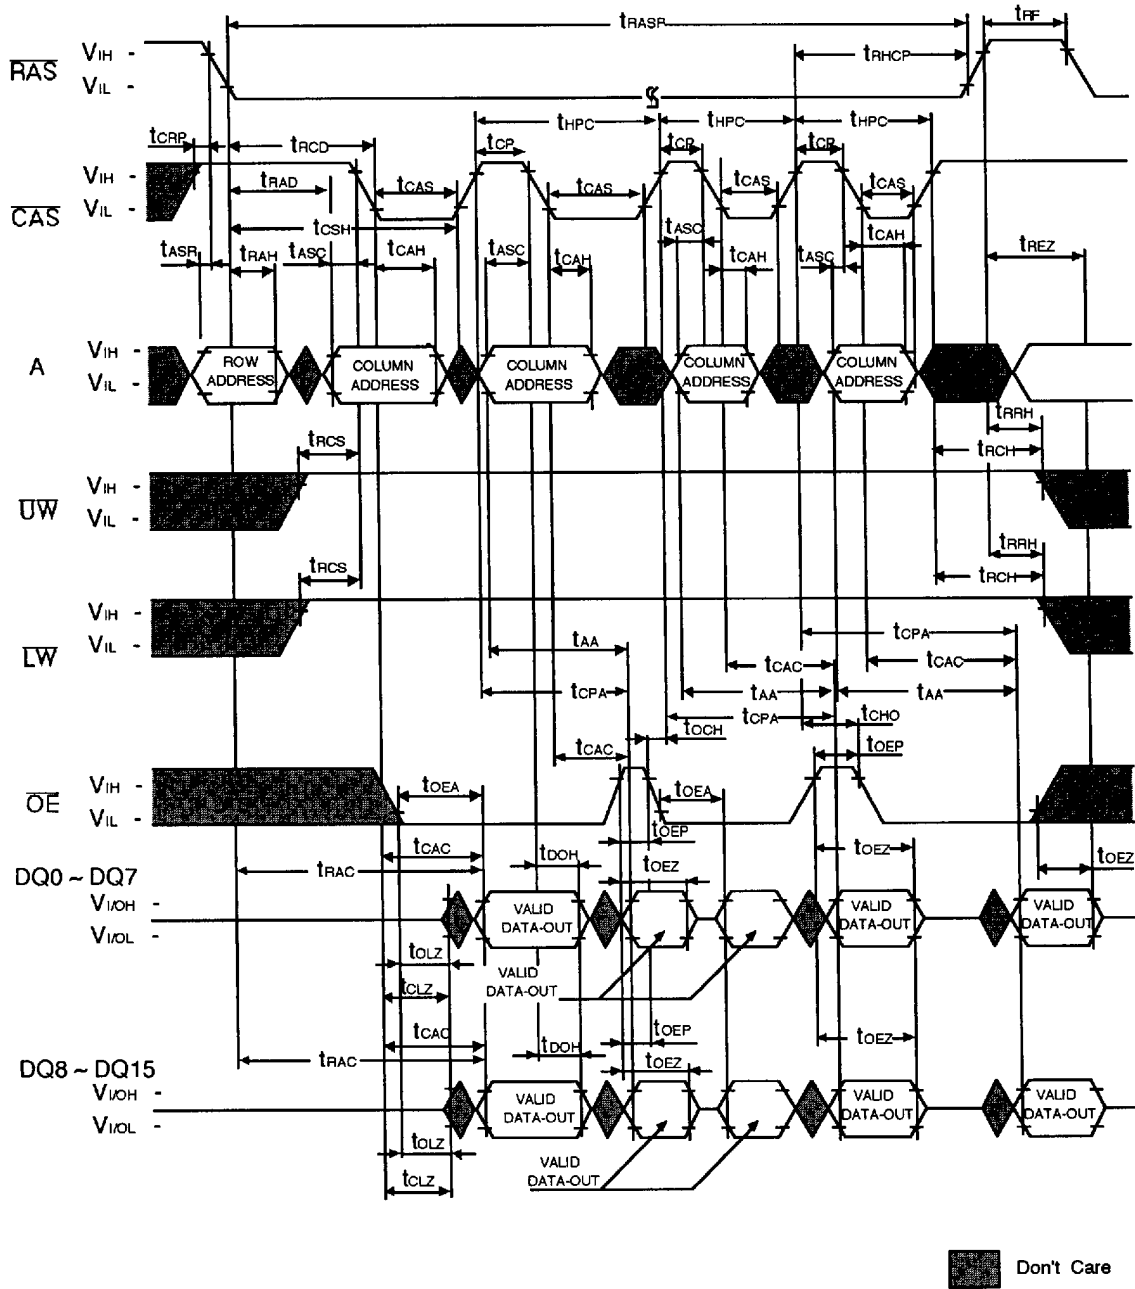 tRASP
tRF
VIH -
RAS
VIL -
tRHCP
tCRP
tRCD
tHPC
tHPC
tHPC
tCP
tCP
tCP
VIH -
CAS
VIL -
tRAD
tCAS
tCAS
tCAS
tCAS
tCSH
tASC
tCAH
tASR
tRAH
tASC
tCAH
tASC
tCAH
tCAH
tASC
tREZ
VIH -
A
VIL -
ROW
ADDRESS
COLUMN
ADDRESS
COLUMN
ADDRESS
COLUMN
ADDRESS
COLUMN
ADDRESS
tRRH
tRCS
tRCH
VIH -
UW
VIL -
tRRH
tRCS
tRCH
VIH -
LW
VIL -
tCPA
tAA
tCAC
tCAC
tCPA
tAA
tAA
tCPA
tCHO
tOCH
tCAC
tOEP
VIH -
OE
VIL -
tOEA
tOEA
tOEP
tCAC
tDOH
tOEZ
tOEZ
tOEZ
tRAC
DQ0 ~ DQ7
VI/OH -
VI/OL -
VALID
DATA-OUT
VALID
DATA-OUT
VALID
DATA-OUT
tOLZ
VALID
DATA-OUT
tCLZ
tCAC
tOEP
tDOH
tOEZ
tRAC
tOEZ
DQ8 ~ DQ15
VI/OH -
VI/OL -
VALID
DATA-OUT
VALID
DATA-OUT
VALID
DATA-OUT
tOLZ
VALID
DATA-OUT
tCLZ
Don't Care